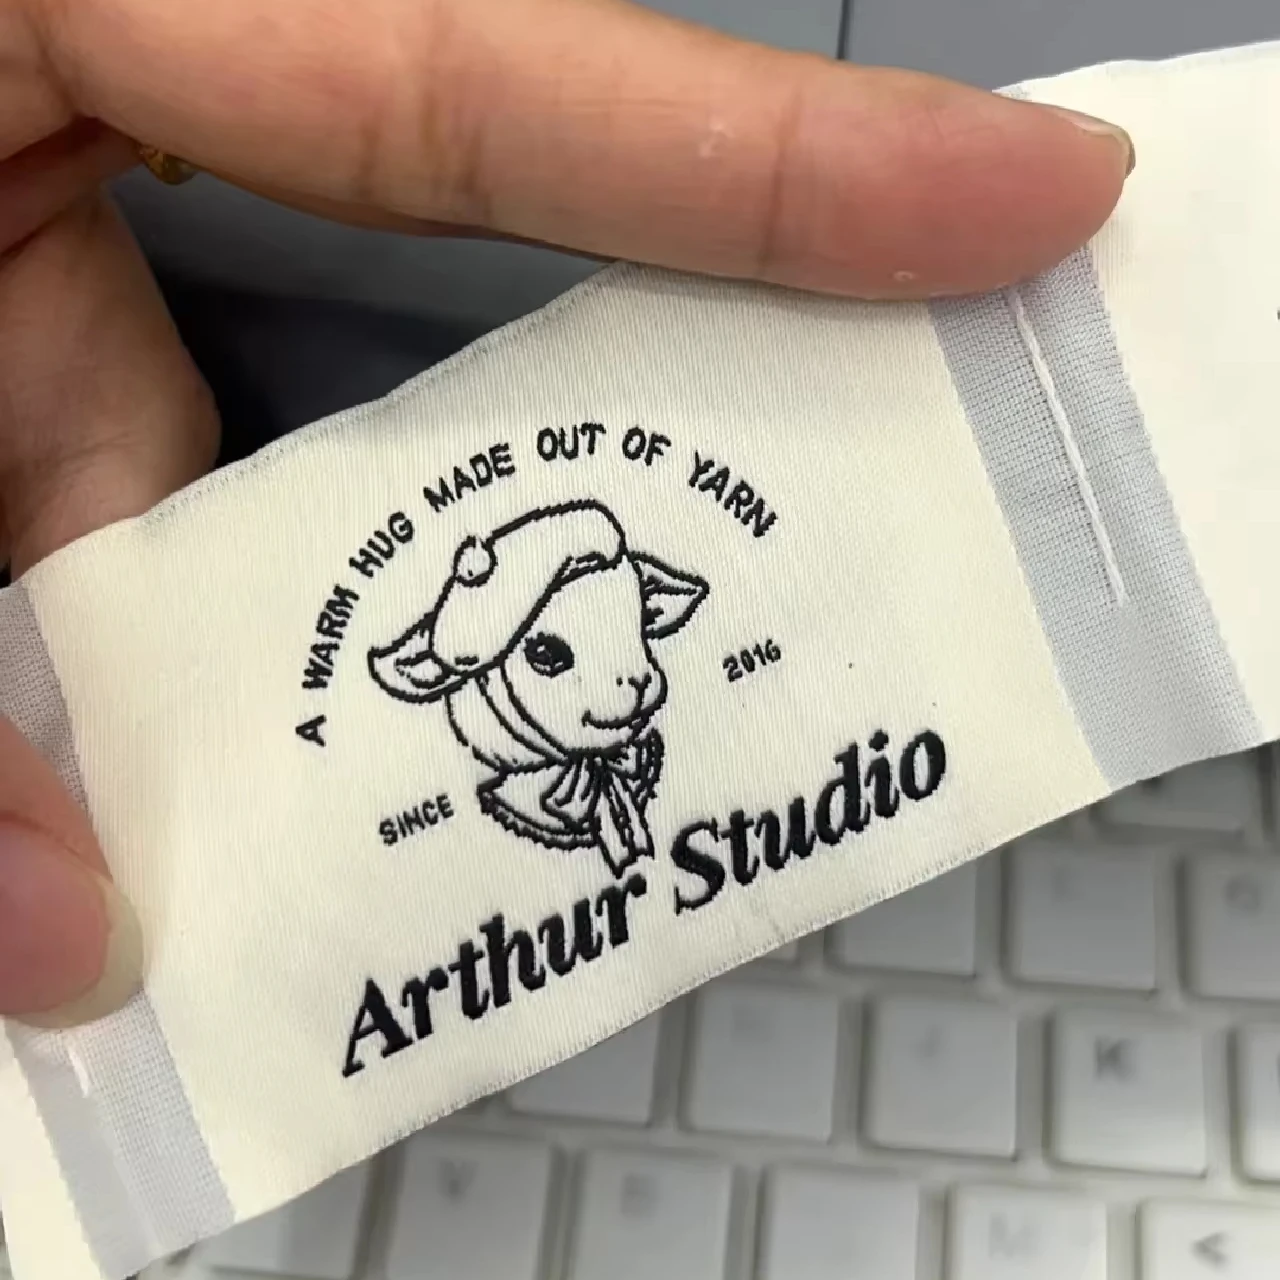 A WARM HUG MADE OUT OF YARN
SINCE 2016
Arthur Studio
K
V
B
M
<